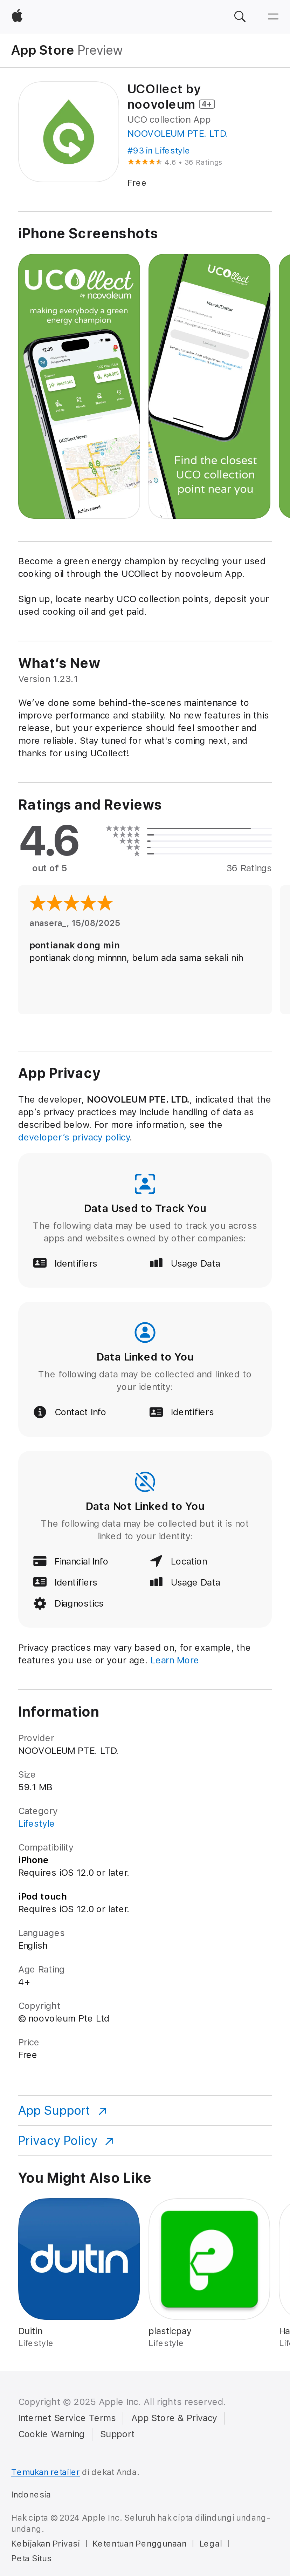 App Store Preview
UCOllect by
noovoleum 4+
UCO collection App
NOOVOLEUM PTE. LTD.
#93 in Lifestyle
★★★★★ 4.6 • 36 Ratings
Free
iPhone Screenshots
UCOllect
by noovoleum
making everybody a green
energy champion
UCOllect Boxes
Achievement
UCOllect
by noovoleum
Masuk/Daftar
Find the closest
UCO collection
point near you
Become a green energy champion by recycling your used
cooking oil through the UCOllect by noovoleum App.
Sign up, locate nearby UCO collection points, deposit your
used cooking oil and get paid.
What's New
Version 1.23.1
We've done some behind-the-scenes maintenance to
improve performance and stability. No new features in this
release, but your experience should feel smoother and
more reliable. Stay tuned for what's coming next, and
thanks for using UCollect!
Ratings and Reviews
4.6
out of 5
36 Ratings
anasera_, 15/08/2025
pontianak dong min
pontianak dong minnnn, belum ada sama sekali nih
App Privacy
The developer, NOOVOLEUM PTE. LTD., indicated that the
app's privacy practices may include handling of data as
described below. For more information, see the
developer's privacy policy.
Data Used to Track You
The following data may be used to track you across
apps and websites owned by other companies:
Identifiers
Usage Data
Data Linked to You
The following data may be collected and linked to
your identity:
Contact Info
Identifiers
Data Not Linked to You
The following data may be collected but it is not
linked to your identity:
Financial Info
Location
Identifiers
Usage Data
Diagnostics
Privacy practices may vary based on, for example, the
features you use or your age. Learn More
Information
Provider
NOOVOLEUM PTE. LTD.
Size
59.1 MB
Category
Lifestyle
Compatibility
iPhone
Requires iOS 12.0 or later.
iPod touch
Requires iOS 12.0 or later.
Languages
English
Age Rating
4+
Copyright
© noovoleum Pte Ltd
Price
Free
App Support
Privacy Policy
You Might Also Like
duitin
Duitin
Lifestyle
plasticpay
Lifestyle
Copyright © 2025 Apple Inc. All rights reserved.
Internet Service Terms
App Store & Privacy
Cookie Warning
Support
Temukan retailer di dekat Anda.
Indonesia
Hak cipta © 2024 Apple Inc. Seluruh hak cipta dilindungi undang-
undang.
Kebijakan Privasi | Ketentuan Penggunaan | Legal |
Peta Situs